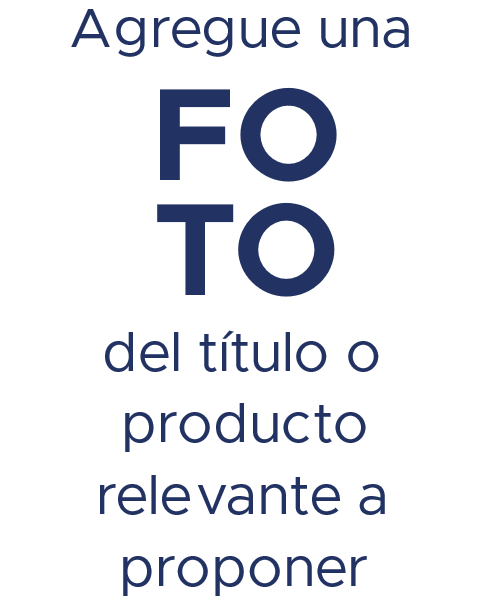 Agregue una
FO
TO
del título o
producto
relevante a
proponer